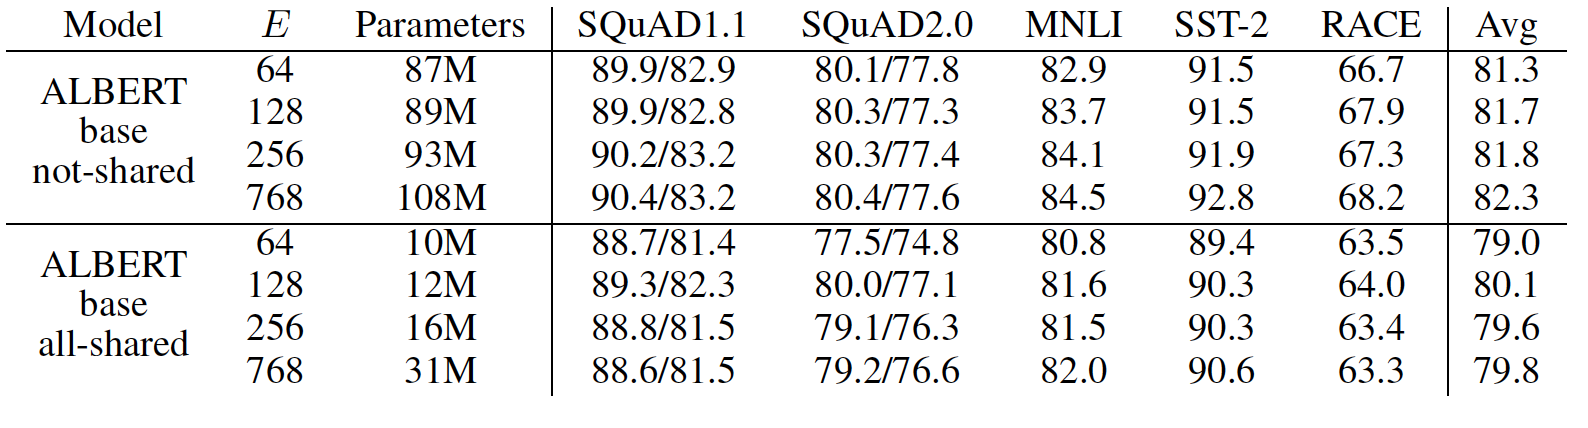 Model E Parameters SQuAD1.1 SQuAD2.0 MNLI SST-2 RACE Avg
ALBERT base not-shared
64 87M 89.9/82.9 80.1/77.8 82.9 91.5 66.7 81.3
128 89M 89.9/82.8 80.3/77.3 83.7 91.5 67.9 81.7
256 93M 90.2/83.2 80.3/77.4 84.1 91.9 67.3 81.8
768 108M 90.4/83.2 80.4/77.6 84.5 92.8 68.2 82.3
ALBERT base all-shared
64 10M 88.7/81.4 77.5/74.8 80.8 89.4 63.5 79.0
128 12M 89.3/82.3 80.0/77.1 81.6 90.3 64.0 80.1
256 16M 88.8/81.5 79.1/76.3 81.5 90.3 63.4 79.6
768 31M 88.6/81.5 79.2/76.6 82.0 90.6 63.3 79.8